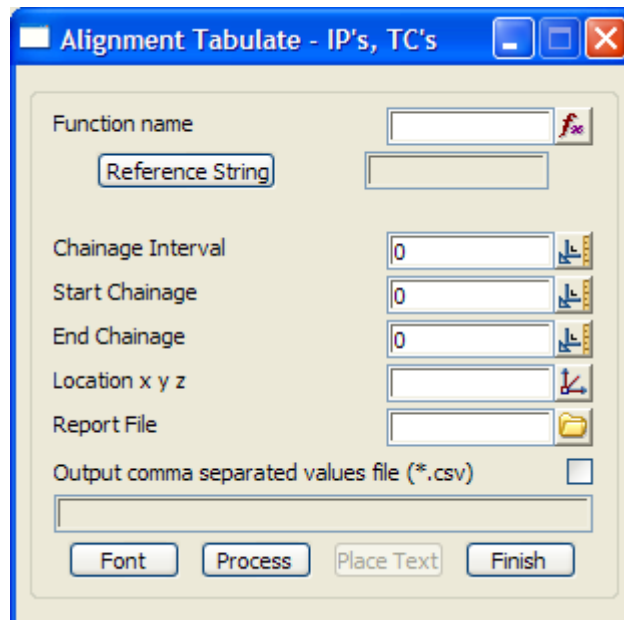 Alignment Tabulate - IP's, TC's
Function name
Reference String
Chainage Interval 0
Start Chainage 0
End Chainage 0
Location x y z
Report File
Output comma separated values file (*.csv)
Font Process Place Text Finish